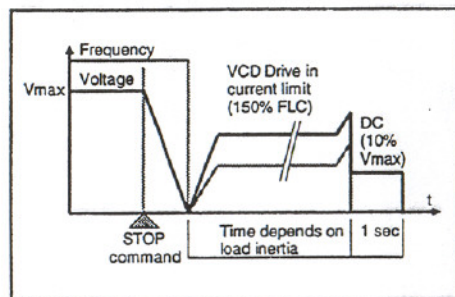 Frequency
Voltage
Vmax
VCD Drive in
current limit
(150% FLC)
DC
(10%
Vmax)
t
STOP
command
Time depends on
load inertia
1 sec